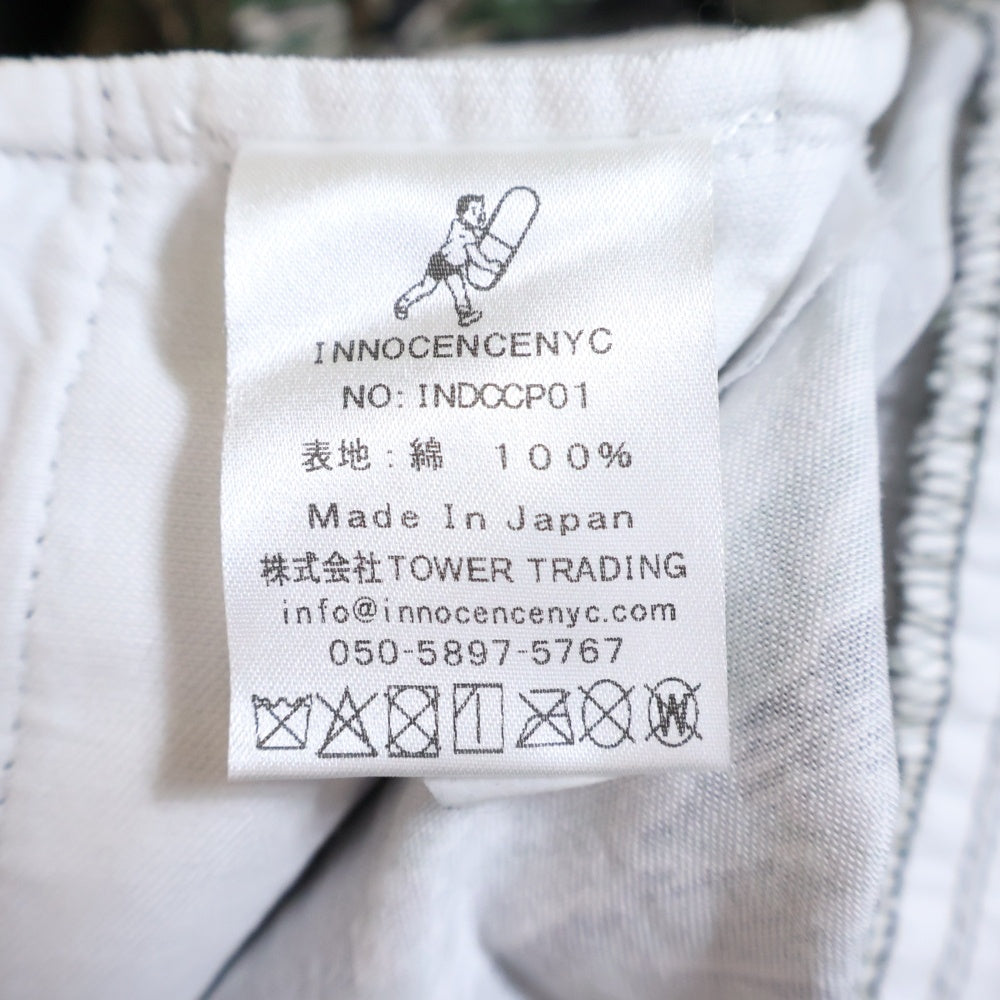 INNOCENCENYC
NO: INDCCP01
表地：綿　100%
Made In Japan
株式会社TOWER TRADING
info@innocencenyc.com
050-5897-5767
W